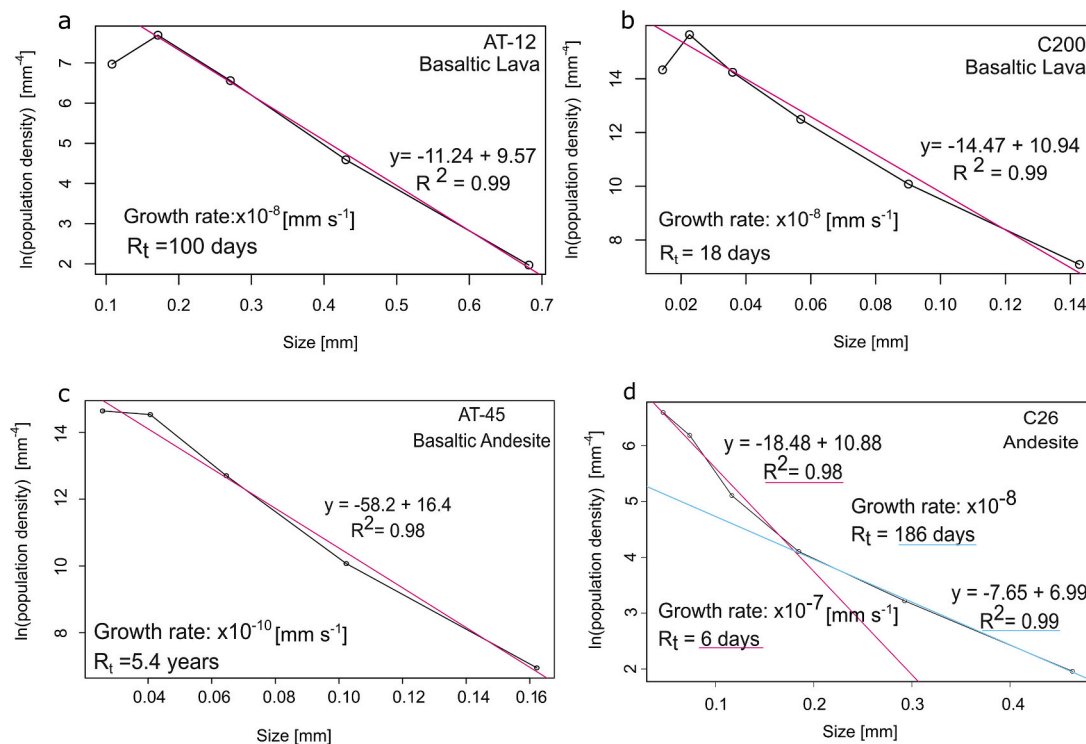 a
AT-12
Basaltic Lava
ln(population density) [mm⁻⁴]
7
6
5
4
3
2
y= -11.24 + 9.57
R ² = 0.99
Growth rate:x10⁻⁸ [mm s⁻¹]
Rₜ =100 days
0.1 0.2 0.3 0.4 0.5 0.6 0.7
Size [mm]
b
C200
Basaltic Lava
ln(population density) [mm⁻⁴]
14
12
10
8
y= -14.47 + 10.94
R ² = 0.99
Growth rate: x10⁻⁸ [mm s⁻¹]
Rₜ = 18 days
0.02 0.04 0.06 0.08 0.10 0.12 0.14
Size [mm]
c
AT-45
Basaltic Andesite
ln(population density) [mm⁻⁴]
14
12
10
8
y = -58.2 + 16.4
R²= 0.98
Growth rate: x10⁻¹⁰ [mm s⁻¹]
Rₜ =5.4 years
0.04 0.06 0.08 0.10 0.12 0.14 0.16
Size [mm]
d
C26
Andesite
ln(population density) [mm⁻⁴]
6
5
4
3
2
y = -18.48 + 10.88
R²= 0.98
Growth rate: x10⁻⁸
Rₜ = 186 days
y = -7.65 + 6.99
R²= 0.99
Growth rate: x10⁻⁷ [mm s⁻¹]
Rₜ = 6 days
0.1 0.2 0.3 0.4
Size [mm]